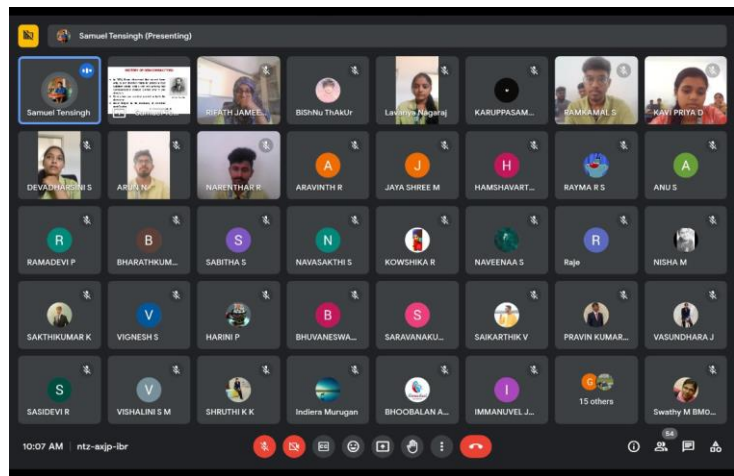 Samuel Tensingh (Presenting)
Samuel Tensingh
HISTORY OF SEMICONDUCTORS
RIFATH JAMEE...
BIShNu ThAkUr
Lavanya Nagaraj
KARUPPASAM...
RAMKAMAL S
KAVI PRIYA D
DEVADHARSINI S
ARUN N
NARENTHAR R
A
ARAVINTH R
J
JAYA SHREE M
H
HAMSHAVART...
RAYMA R S
A
ANU S
R
RAMADEVI P
B
BHARATHKUM...
S
SABITHA S
N
NAVASAKTHI S
KOWSHIKA R
NAVEENAA S
R
Raje
NISHA M
SAKTHIKUMAR K
V
VIGNESH S
HARINI P
B
BHUVANESWA...
S
SARAVANAKU...
SAIKARTHIK V
PRAVIN KUMAR...
VASUNDHARA J
S
SASIDEVI R
V
VISHALINI S M
SHRUTHI K K
Indiera Murugan
BHOOBALAN A...
I
IMMANUVEL J...
G
15 others
Swathy M BMO...
10:07 AM | ntz-axjp-ibr
54